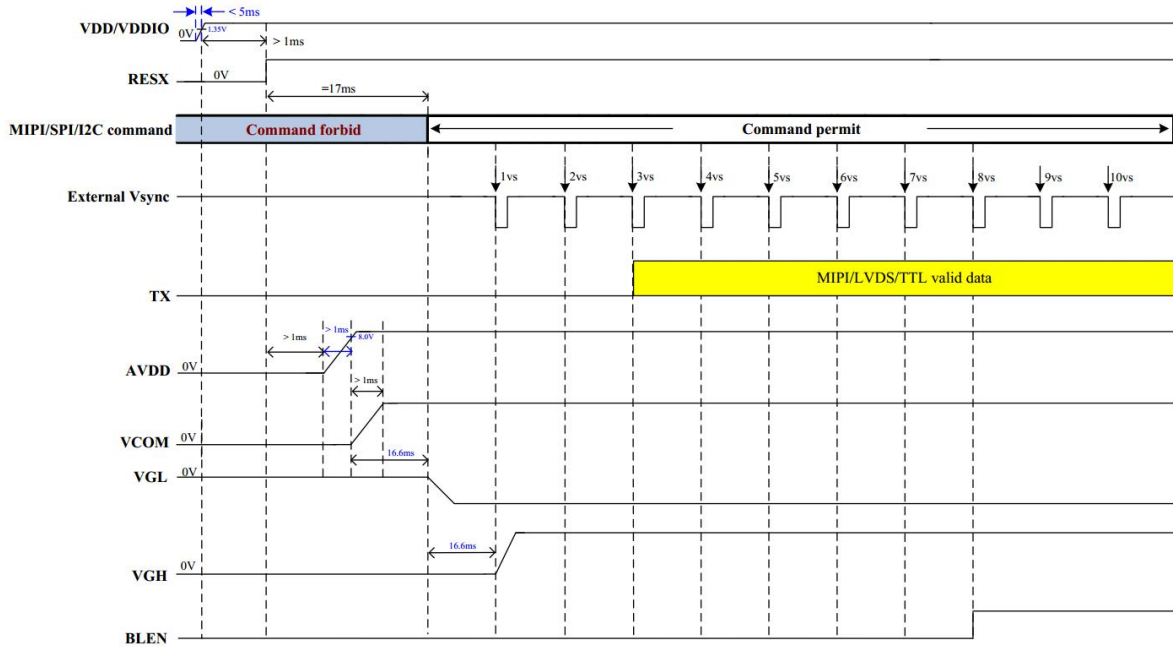 < 5ms
VDD/VDDIO 0V 1.35V > 1ms
RESX 0V
=17ms
MIPI/SPI/I2C command Command forbid Command permit
1vs 2vs 3vs 4vs 5vs 6vs 7vs 8vs 9vs 10vs
External Vsync
MIPI/LVDS/TTL valid data
TX
> 1ms > 1ms 8.0V
AVDD 0V
> 1ms
VCOM 0V
16.6ms
VGL 0V
16.6ms
VGH 0V
BLEN